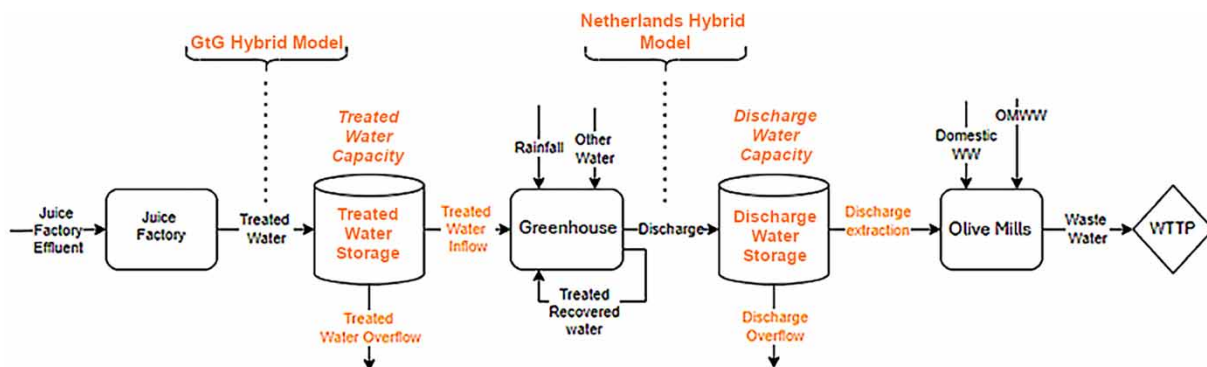 Netherlands Hybrid
Model
GtG Hybrid Model
Treated
Water
Capacity
Discharge
Water
Capacity
Rainfall
Other
Water
Domestic
WW
OMWW
Juice
Factory
Effluent
Juice
Factory
Treated
Water
Treated
Water
Storage
Treated
Water
Inflow
Greenhouse
Discharge
Discharge
Water
Storage
Discharge
extraction
Olive Mills
Waste
Water
WTTP
Treated
Recovered
water
Treated
Water Overflow
Discharge
Overflow